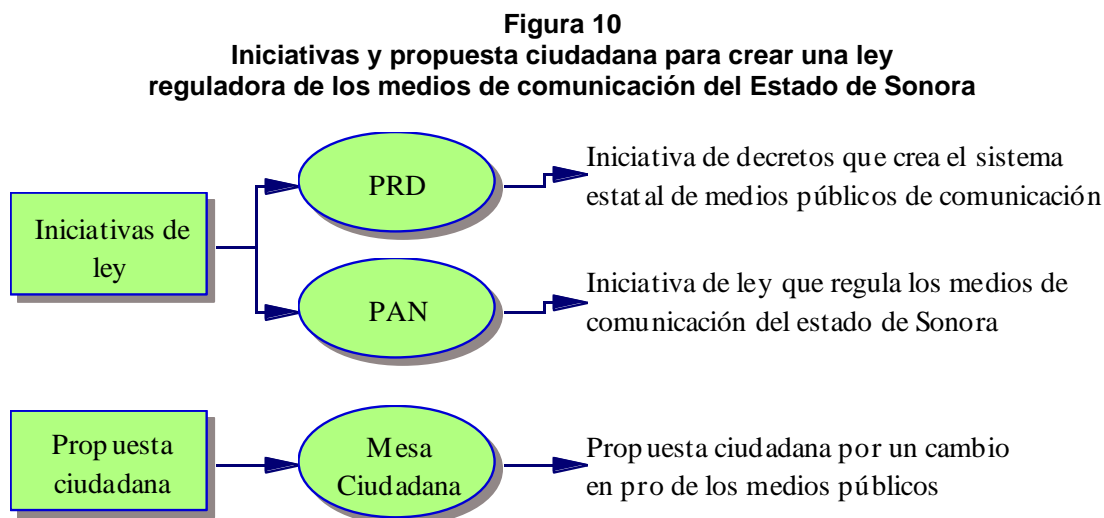 Figura 10
Iniciativas y propuesta ciudadana para crear una ley
reguladora de los medios de comunicación del Estado de Sonora
Iniciativas de
ley
PRD
Iniciativa de decretos que crea el sistema
estatal de medios públicos de comunicación
PAN
Iniciativa de ley que regula los medios de
comunicación del estado de Sonora
Propuesta
ciudadana
Mesa
Ciudadana
Propuesta ciudadana por un cambio
en pro de los medios públicos